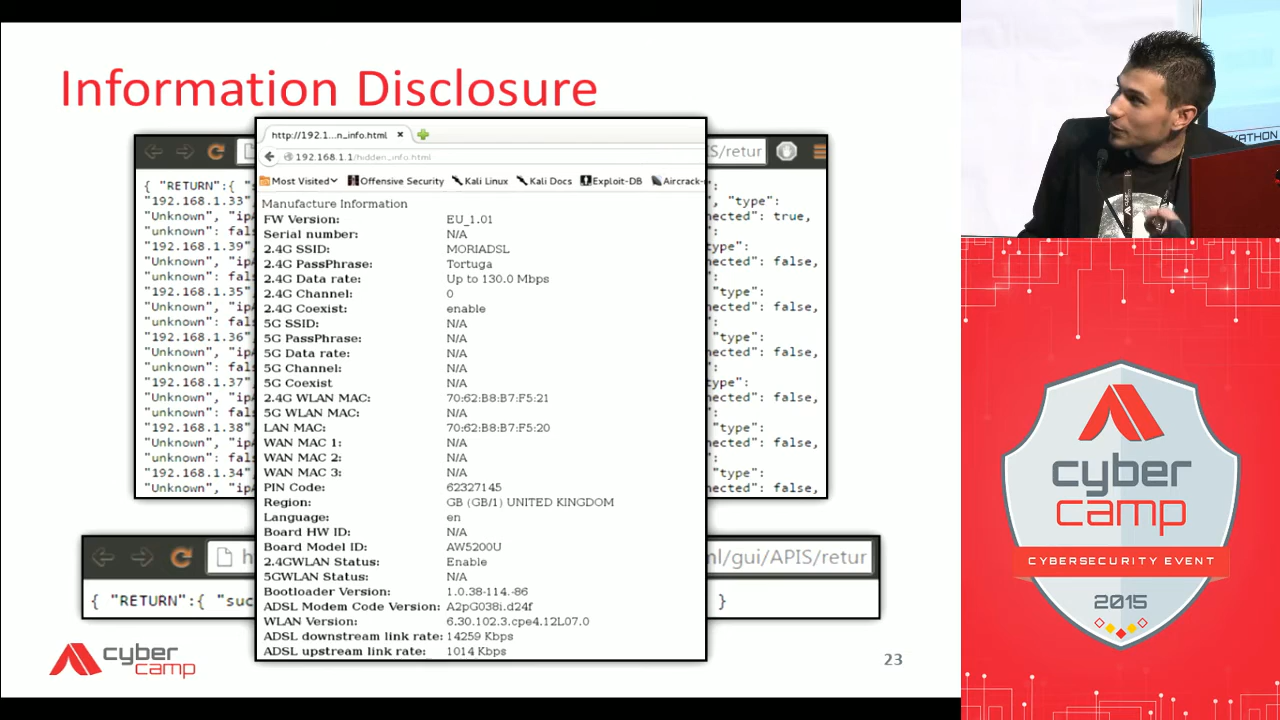 Information Disclosure
http://192.1...n_info.html
192.168.1.1/hidden_info.html
S/retur
Most Visited Offensive Security Kali Linux Kali Docs Exploit-DB Aircrack-
{ "RETURN":{
"192.168.1.33" , "type":
"Unknown", "ip nected": true,
"unknown": fal
"192.168.1.39"
"Unknown", "ip nected": false,
"unknown": fal
"192.168.1.35" "type":
"Unknown", "ip nected": false,
"unknown": fal
"192.168.1.36" "type":
"Unknown", "ip nected": false,
"unknown": fal
"192.168.1.37"
"Unknown", "ip nected": false,
"unknown": fal
"192.168.1.38" "type":
"Unknown", "ip nected": false,
"unknown": fal
"192.168.1.34" "type":
"Unknown", "ip nected": false,
Manufacture Information
FW Version: EU_1.01
Serial number: N/A
2.4G SSID: MORIADSL
2.4G PassPhrase: Tortuga
2.4G Data rate: Up to 130.0 Mbps
2.4G Channel: 0
2.4G Coexist: enable
5G SSID: N/A
5G PassPhrase: N/A
5G Data rate: N/A
5G Channel: N/A
5G Coexist N/A
2.4G WLAN MAC: 70:62:B8:B7:F5:21
5G WLAN MAC: N/A
LAN MAC: 70:62:B8:B7:F5:20
WAN MAC 1: N/A
WAN MAC 2: N/A
WAN MAC 3: N/A
PIN Code: 62327145
Region: GB (GB/1) UNITED KINGDOM
Language: en
Board HW ID: N/A
Board Model ID: AW5200U
2.4GWLAN Status: Enable
5GWLAN Status: N/A
Bootloader Version: 1.0.38-114.-86
ADSL Modem Code Version: A2pG038i.d24f
WLAN Version: 6.30.102.3.cpe4.12L07.0
ADSL downstream link rate: 14259 Kbps
ADSL upstream link rate: 1014 Kbps
h ml/gui/APIS/retur
{ "RETURN":{ "suc }
cyber
camp
23
KATHON
cyber
camp
CYBERSECURITY EVENT
2015